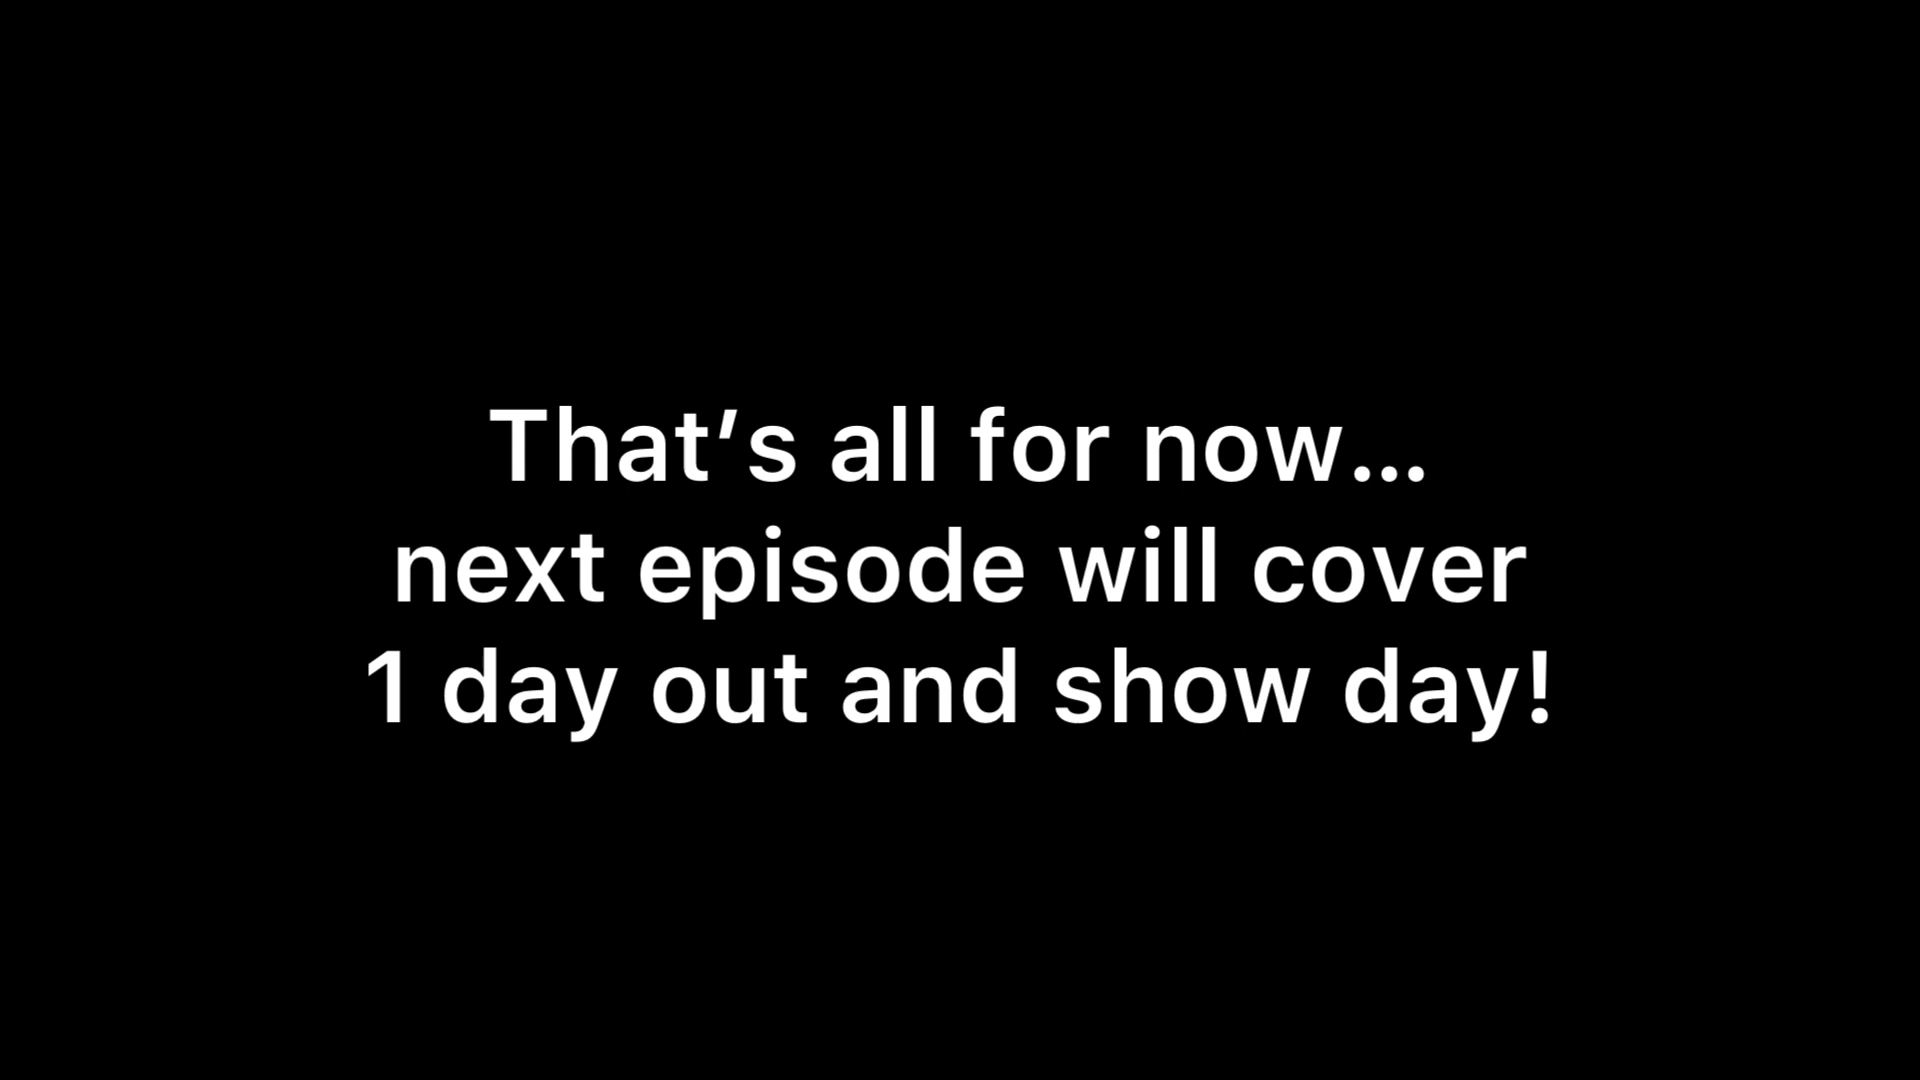 That's all for now...
next episode will cover
1 day out and show day!